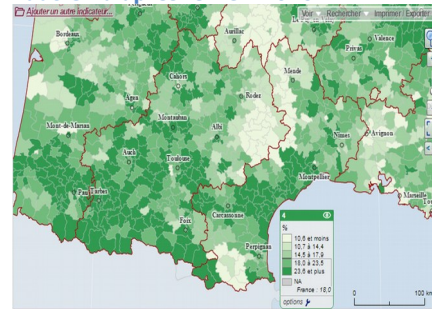 Ajouter un autre indicateur...
Voir
Rechercher
Imprimer / Exporter
Bordeaux
Aurillac
Privas
Valence
Cahors
Mende
Agen
Rodez
Mont-de-Marsan
Montauban
Albi
Nimes
Avignon
Auch
Toulouse
Montpellier
Pau
Tarbes
Marseille
Foix
Carcassonne
Perpignan
4
%
10,6 et moins
10,7 à 14,4
14,5 à 17,9
18,0 à 23,5
23,6 et plus
NA
France : 18,0
options
0
100 km